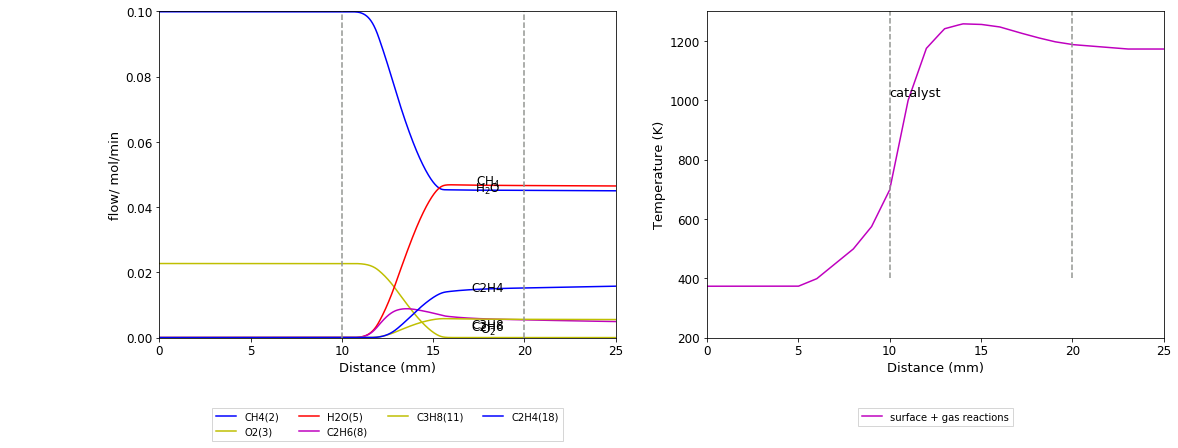 0.10
0.08
0.06
0.04
0.02
0.00
flow/ mol/min
CH₄
H₂O
C2H4
C3H8
O₂
0
5
10
15
20
25
Distance (mm)
CH4(2)
H2O(5)
C3H8(11)
C2H4(18)
O2(3)
C2H6(8)
1200
1000
800
600
400
200
Temperature (K)
catalyst
0
5
10
15
20
25
Distance (mm)
surface + gas reactions